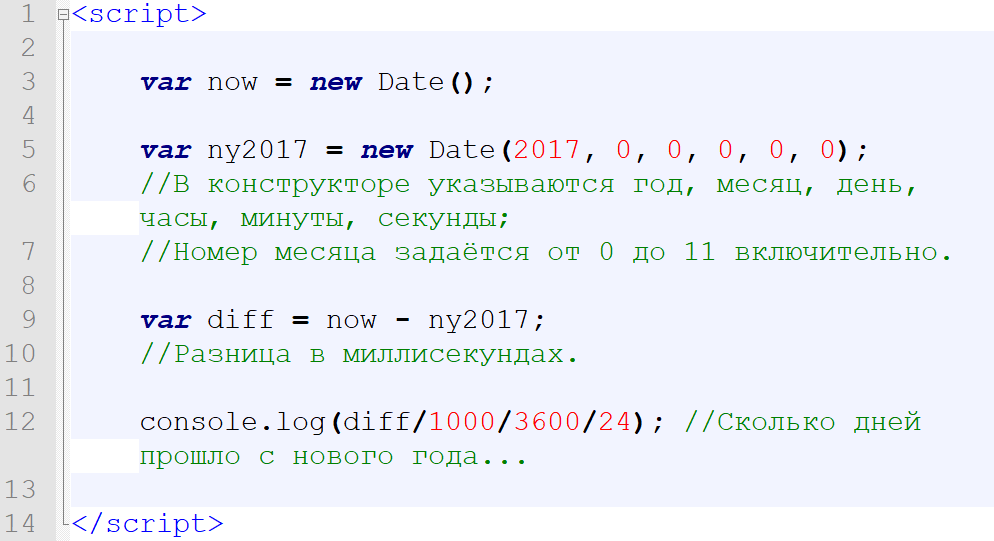 1 <script>
2
3 var now = new Date();
4
5 var ny2017 = new Date(2017, 0, 0, 0, 0, 0);
6 //В конструкторе указываются год, месяц, день,
часы, минуты, секунды;
7 //Номер месяца задаётся от 0 до 11 включительно.
8
9 var diff = now - ny2017;
10 //Разница в миллисекундах.
11
12 console.log(diff/1000/3600/24); //Сколько дней
прошло с нового года...
13
14 </script>